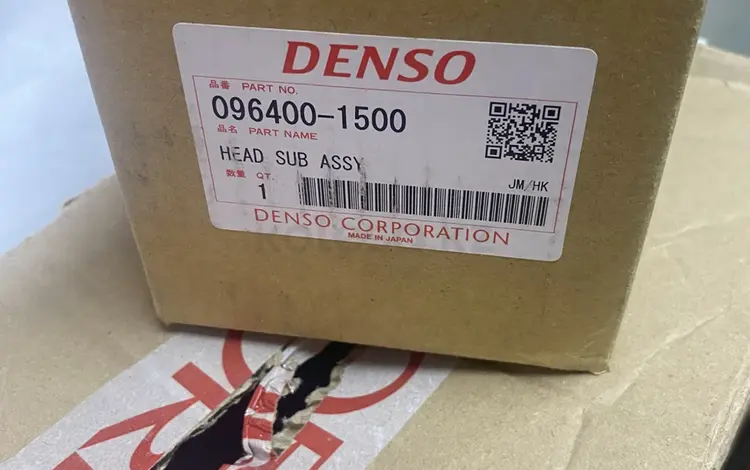 DENSO
品番 PART NO.
096400-1500
品名 PART NAME
HEAD SUB ASSY
数量 QT.
1
JM/HK
DENSO CORPORATION
MADE IN JAPAN